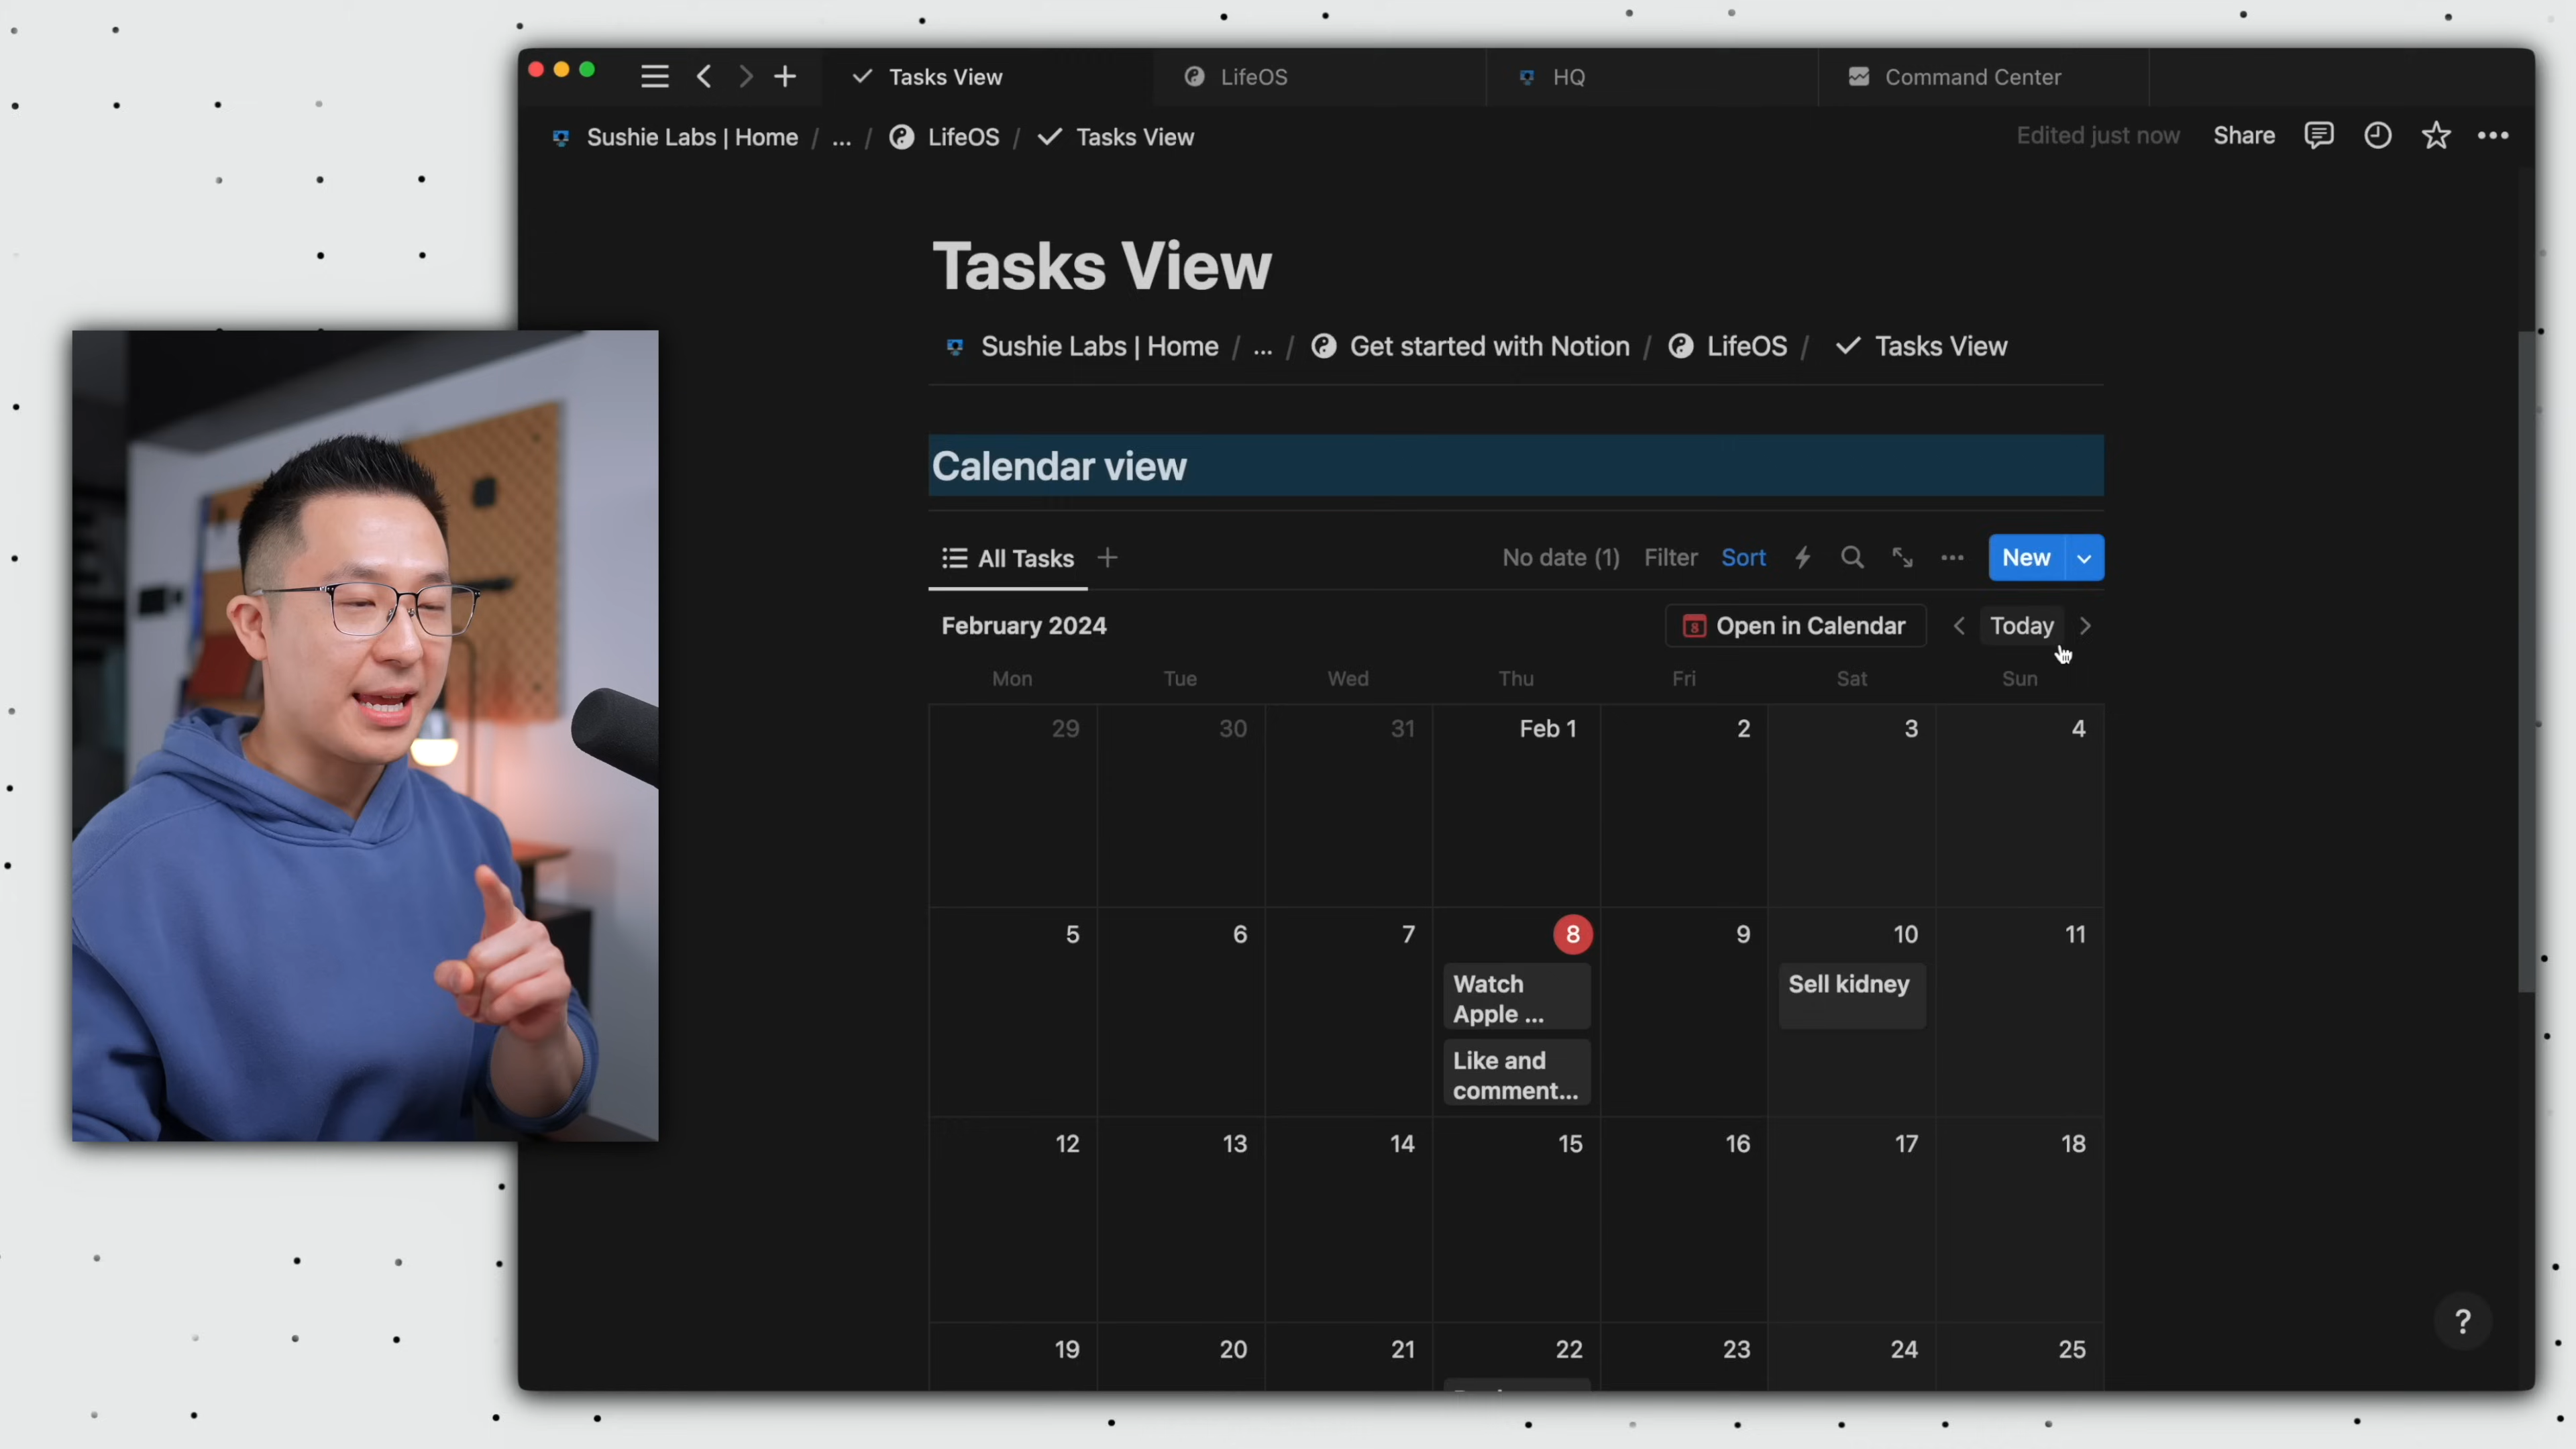 Tasks View
LifeOS
HQ
Command Center
Sushie Labs | Home / ... / LifeOS / Tasks View
Edited just now
Share
Tasks View
Sushie Labs | Home / ... / Get started with Notion / LifeOS / Tasks View
Calendar view
All Tasks
No date (1)
Filter
Sort
New
February 2024
8
Open in Calendar
Today
Mon Tue Wed Thu Fri Sat Sun
29 30 31 Feb 1 2 3 4
5 6 7 8 9 10 11
Watch
Apple ...
Sell kidney
Like and
comment...
12 13 14 15 16 17 18
19 20 21 22 23 24 25
?